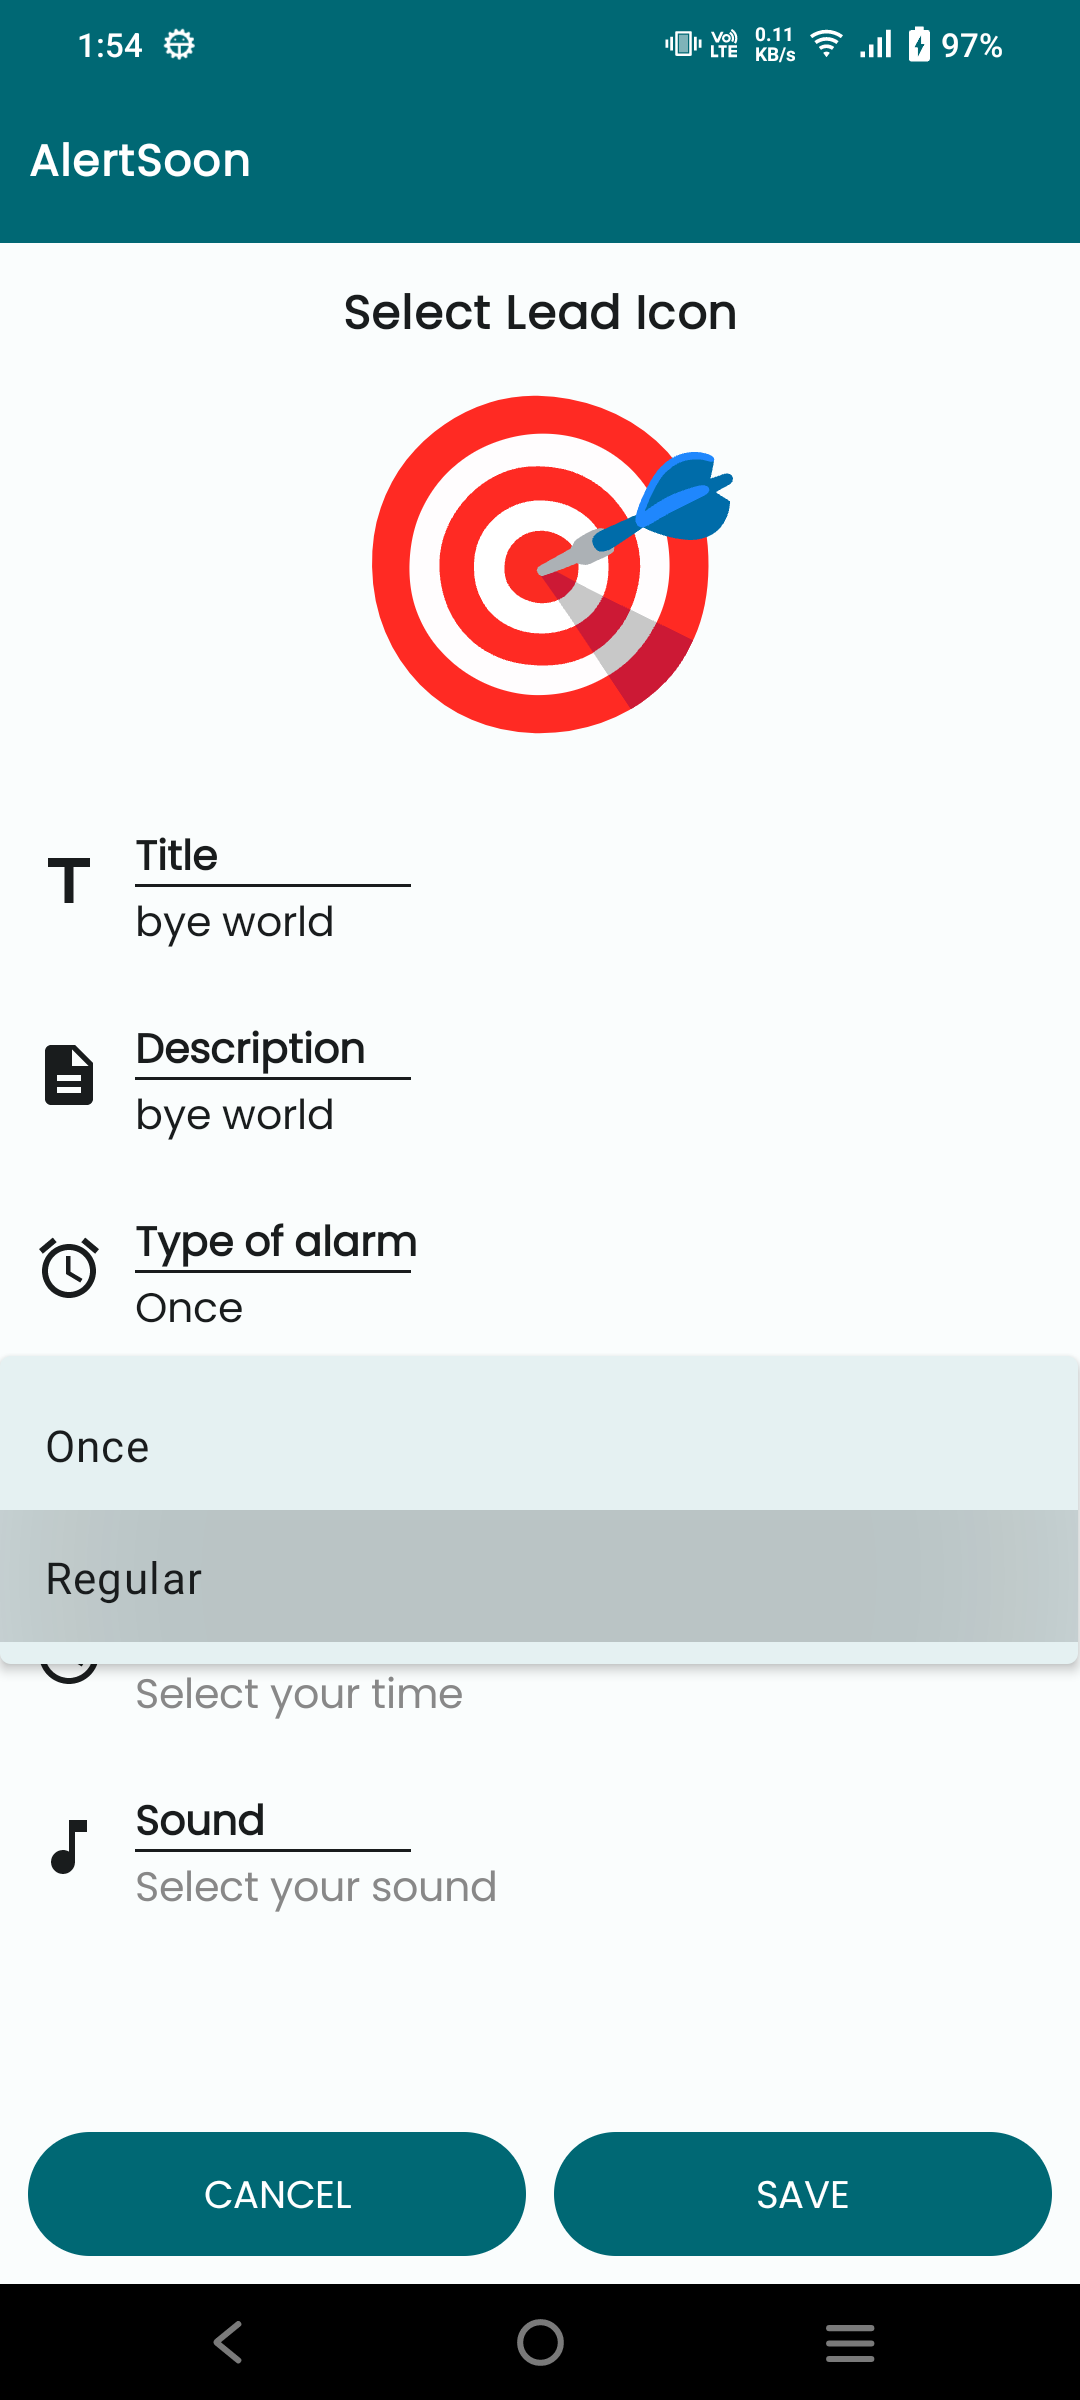 1:54 VoLTE 0.11 KB/s 97%
AlertSoon
Select Lead Icon
Title
bye world
Description
bye world
Type of alarm
Once
Once
Regular
Select your time
Sound
Select your sound
CANCEL SAVE